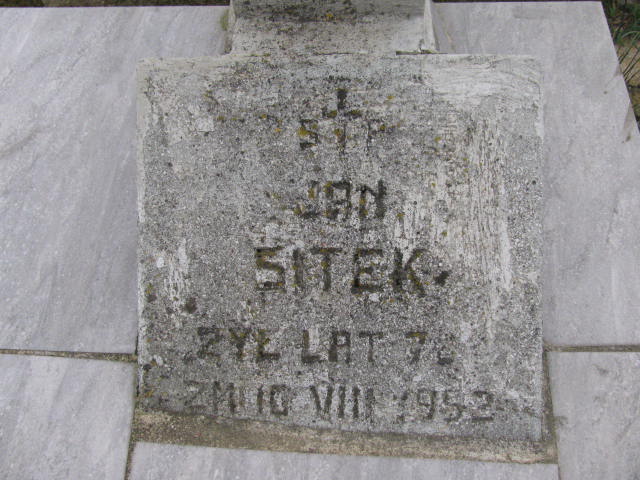 Ś.T.P.
JAN
SITEK
ŻYŁ LAT
ZM. 10 VIII 1952